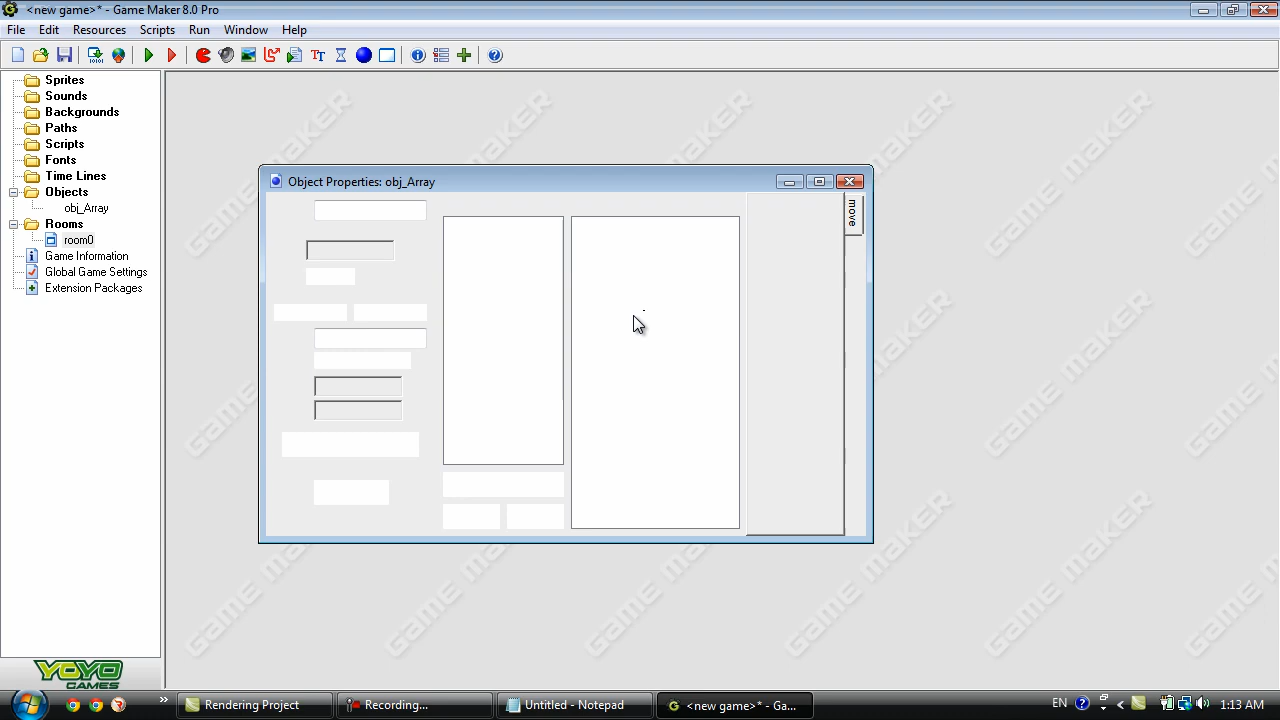 <new game>* - Game Maker 8.0 Pro
File Edit Resources Scripts Run Window Help
Sprites
Sounds
Backgrounds
Paths
Scripts
Fonts
Time Lines
Objects
obj_Array
Rooms
room0
Game Information
Global Game Settings
Extension Packages
Object Properties: obj_Array
move
GAME MAKER
YOYO
GAMES
Rendering Project
Recording...
Untitled - Notepad
<new game>* - Ga...
EN
1:13 AM